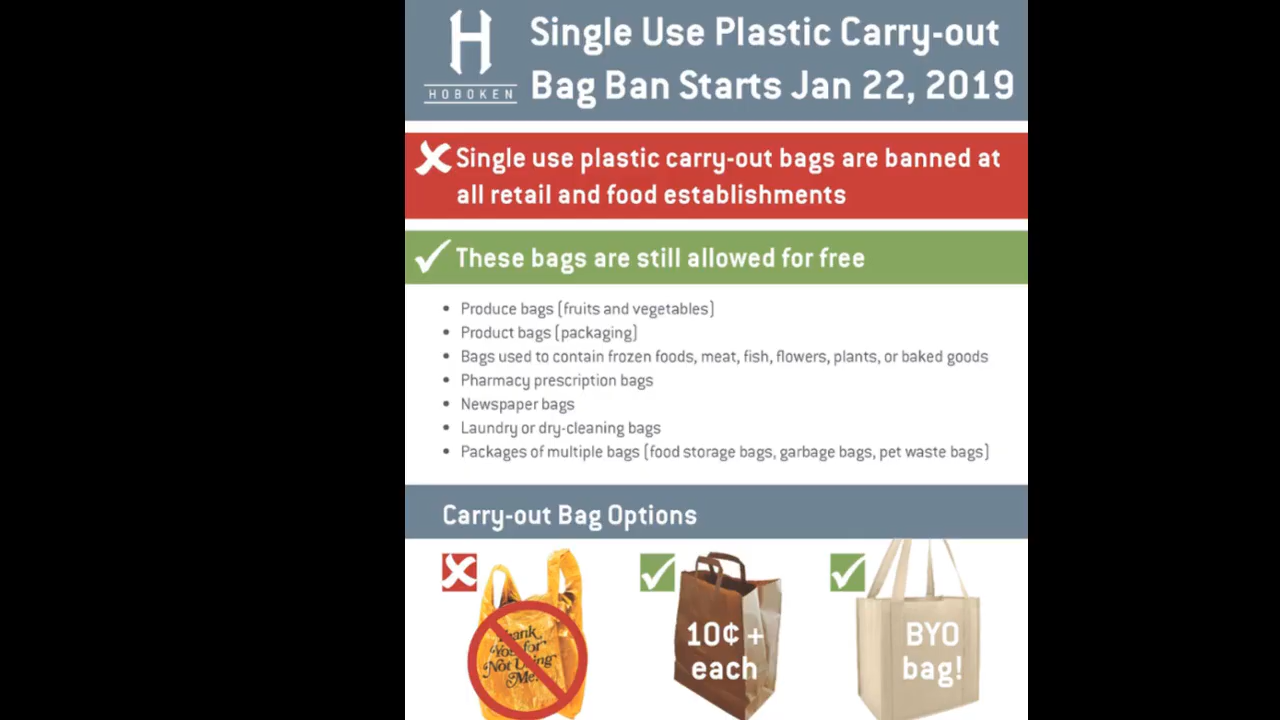 H
HOBOKEN
Single Use Plastic Carry-out
Bag Ban Starts Jan 22, 2019
Single use plastic carry-out bags are banned at
all retail and food establishments
These bags are still allowed for free
• Produce bags (fruits and vegetables)
• Product bags (packaging)
• Bags used to contain frozen foods, meat, fish, flowers, plants, or baked goods
• Pharmacy prescription bags
• Newspaper bags
• Laundry or dry-cleaning bags
• Packages of multiple bags (food storage bags, garbage bags, pet waste bags)
Carry-out Bag Options
Thank
You for
Not Using
Me!
10¢ +
each
BYO
bag!